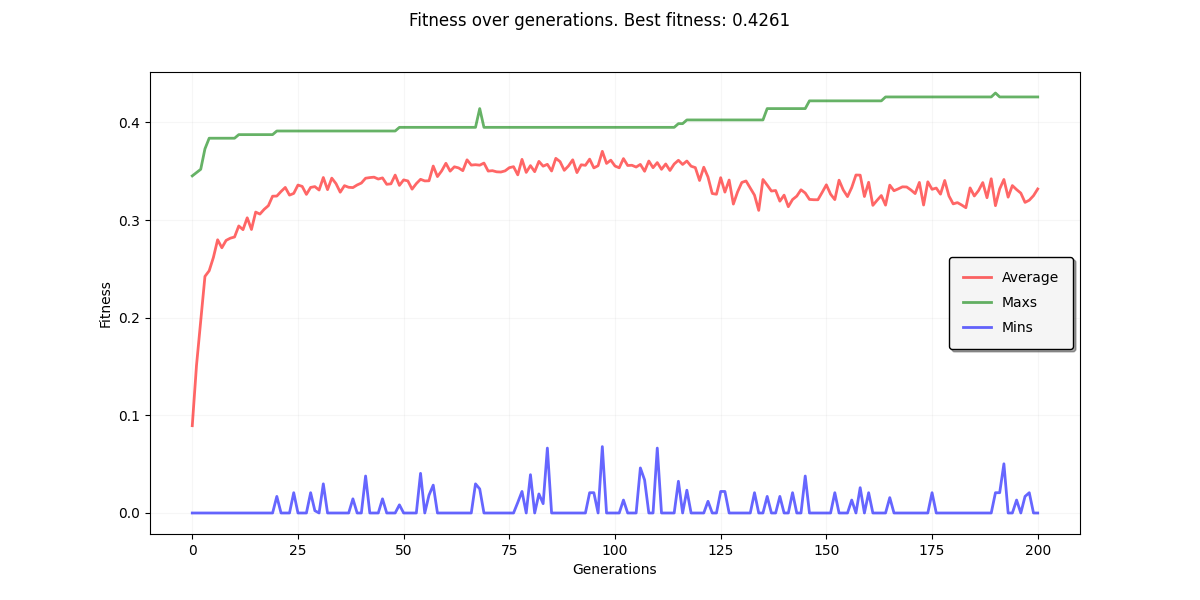 Fitness over generations. Best fitness: 0.4261
0.4
0.3
0.2
0.1
0.0
Fitness
Average
Maxs
Mins
0 25 50 75 100 125 150 175 200
Generations